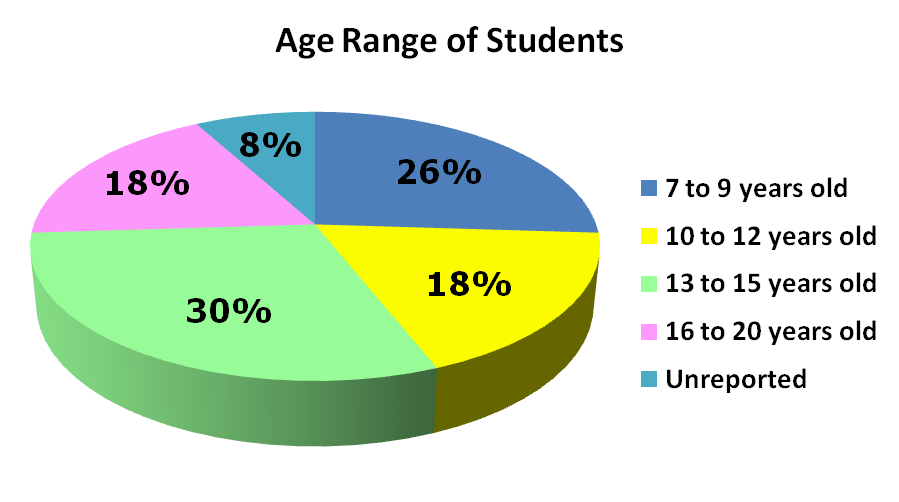 Age Range of Students
8%
26%
18%
18%
30%
7 to 9 years old
10 to 12 years old
13 to 15 years old
16 to 20 years old
Unreported